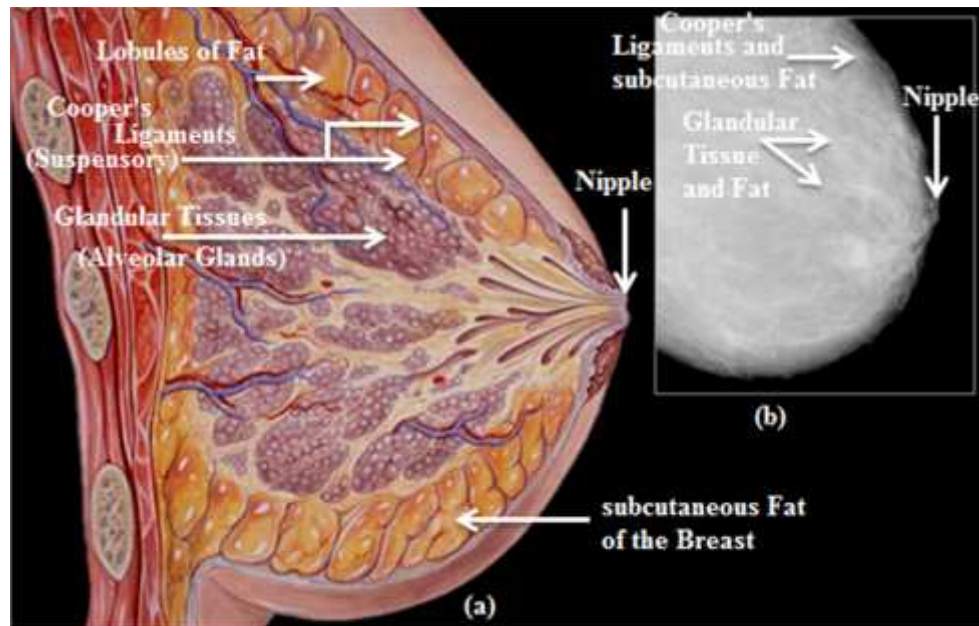 Lobules of Fat
Cooper's
Ligaments
(Suspensory)
Glandular Tissues
(Alveolar Glands)
Nipple
subcutaneous Fat
of the Breast
(a)
Cooper's
Ligaments and
subcutaneous Fat
Glandular
Tissue
and Fat
Nipple
(b)